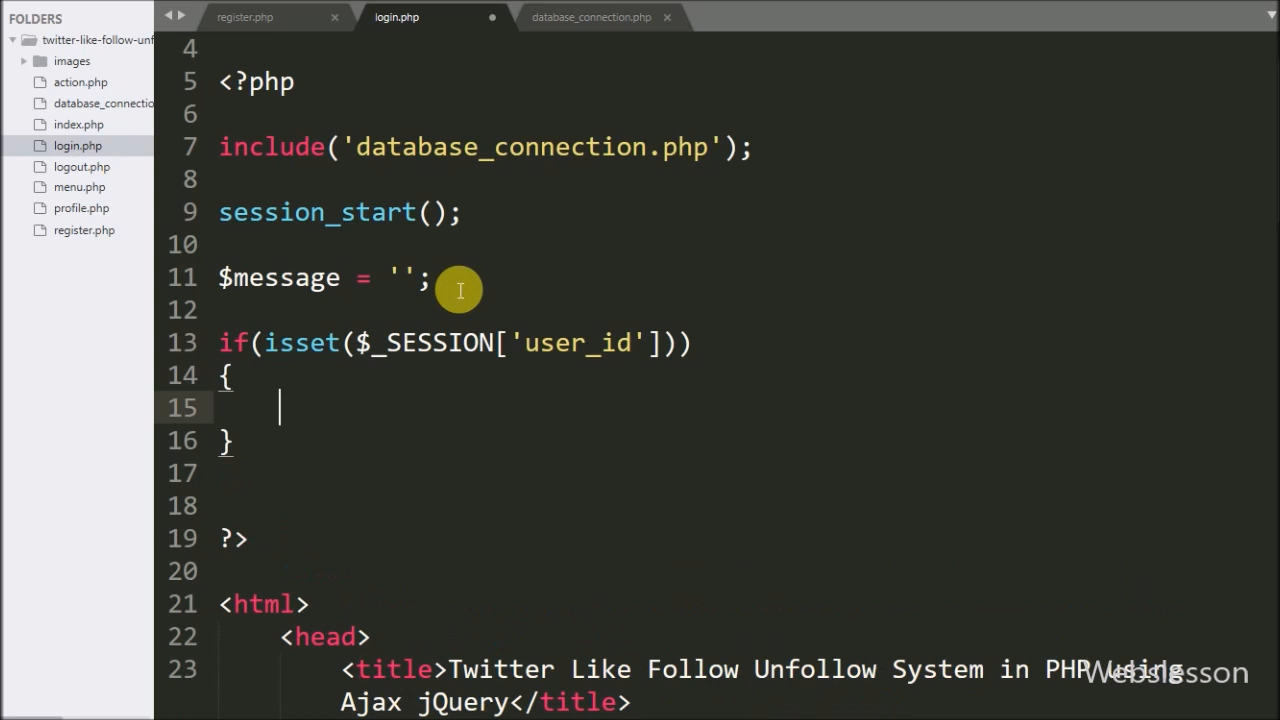 FOLDERS
twitter-like-follow-unf
images
action.php
database_connectio
index.php
login.php
logout.php
menu.php
profile.php
register.php
register.php × login.php database_connection.php ×
4
5 <?php
6
7 include('database_connection.php');
8
9 session_start();
10
11 $message = '';
12
13 if(isset($_SESSION['user_id']))
14 {
15
16 }
17
18
19 ?>
20
21 <html>
22 <head>
23 <title>Twitter Like Follow Unfollow System in PHP using
Ajax jQuery</title>
Webslesson